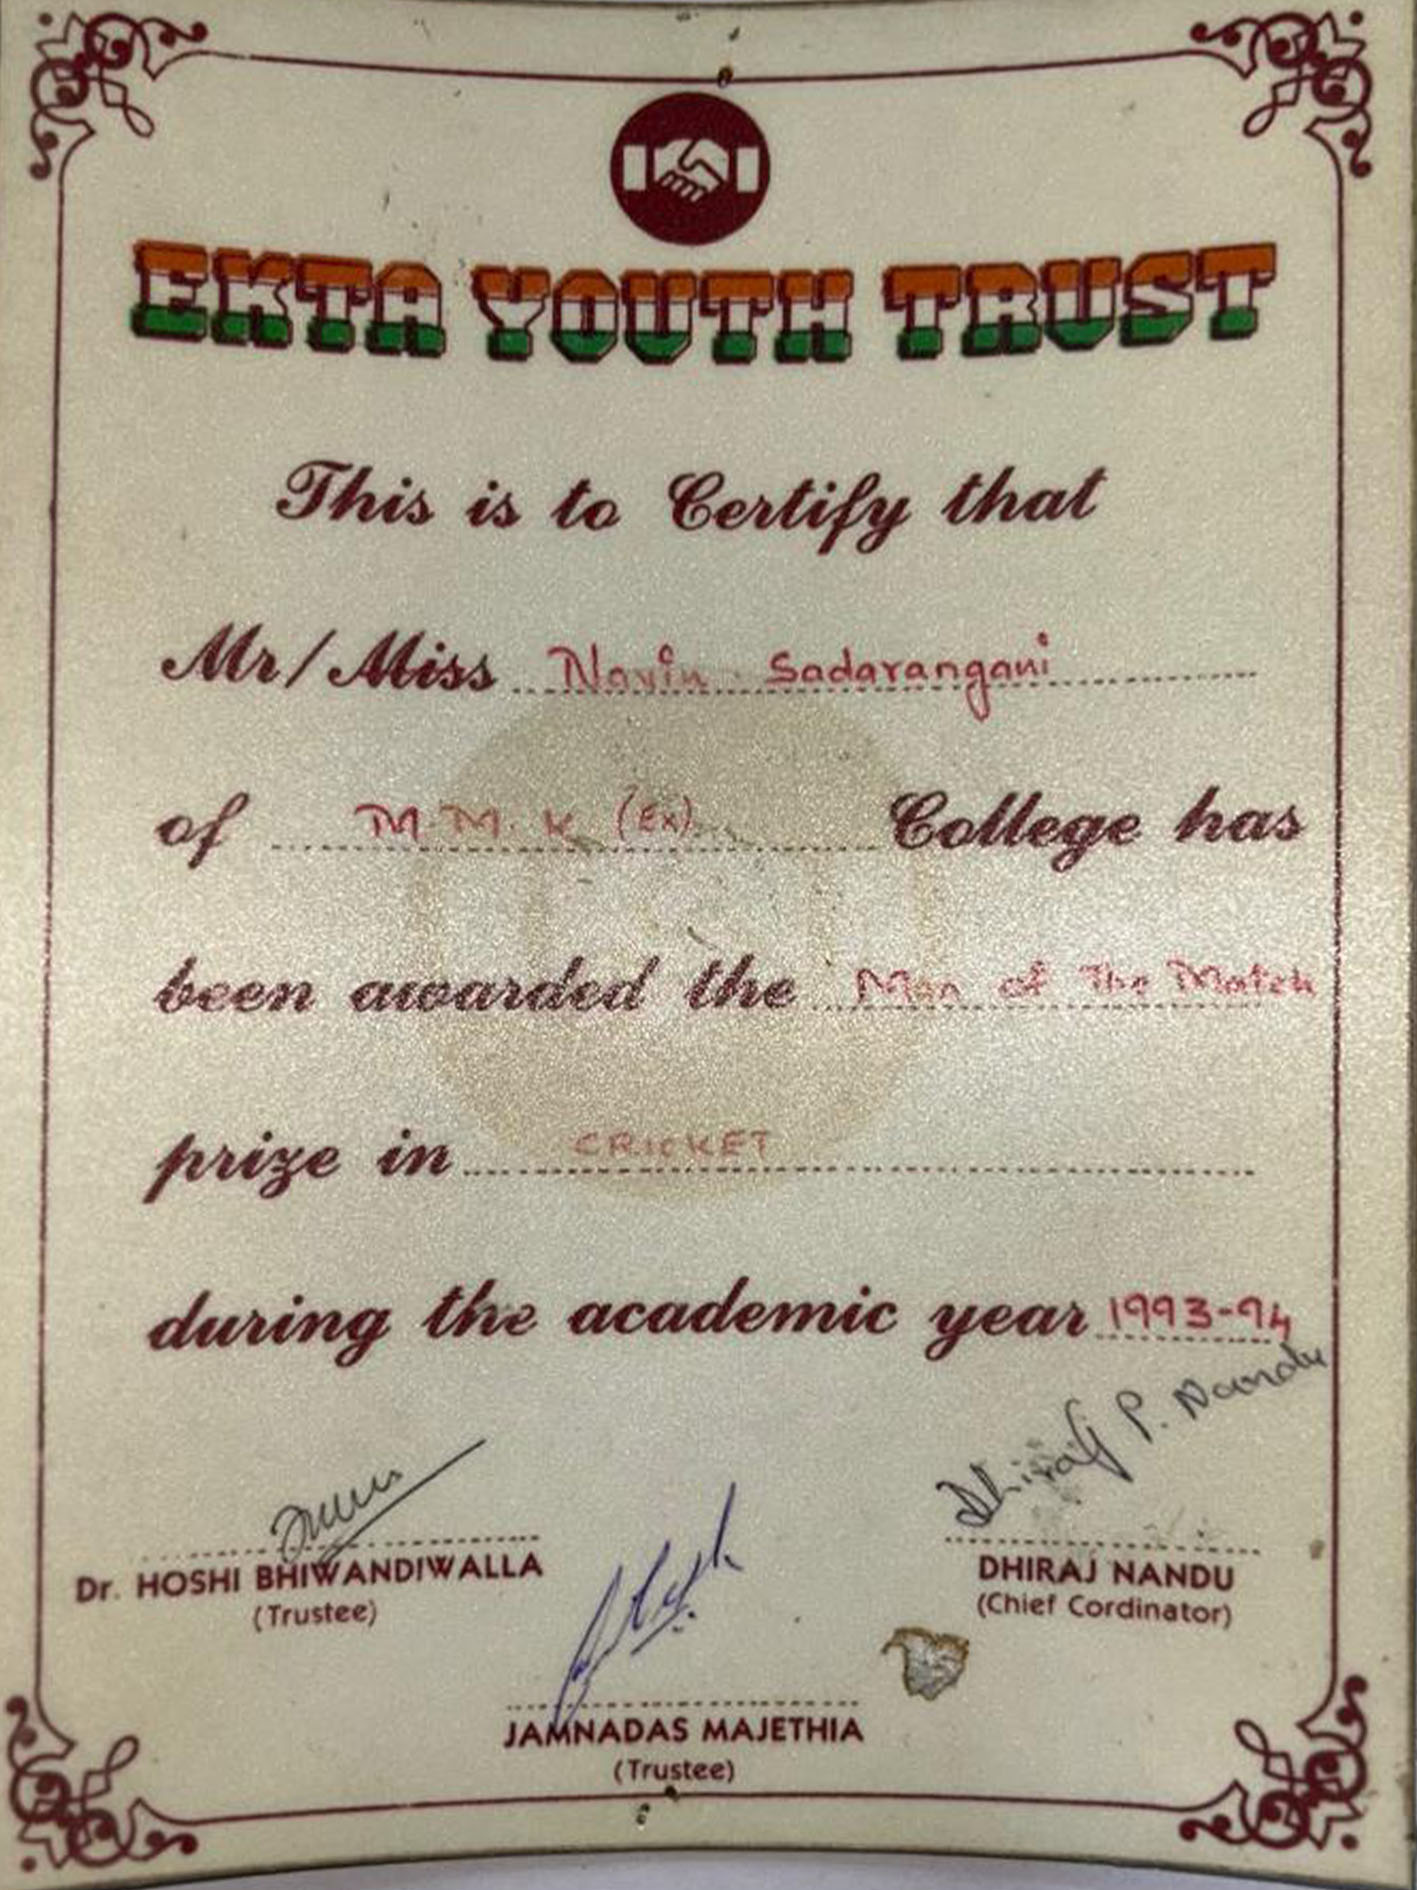 EKTA YOUTH TRUST
This is to Certify that
Mr/Miss Navin Sadarangani
of M.M. K (Ex) College has
been awarded the Man of The Match
prize in CRICKET
during the academic year 1993-94
Dhiraj P. Nandu
Dr. HOSHI BHIWANDIWALLA
(Trustee)
DHIRAJ NANDU
(Chief Cordinator)
JAMNADAS MAJETHIA
(Trustee)